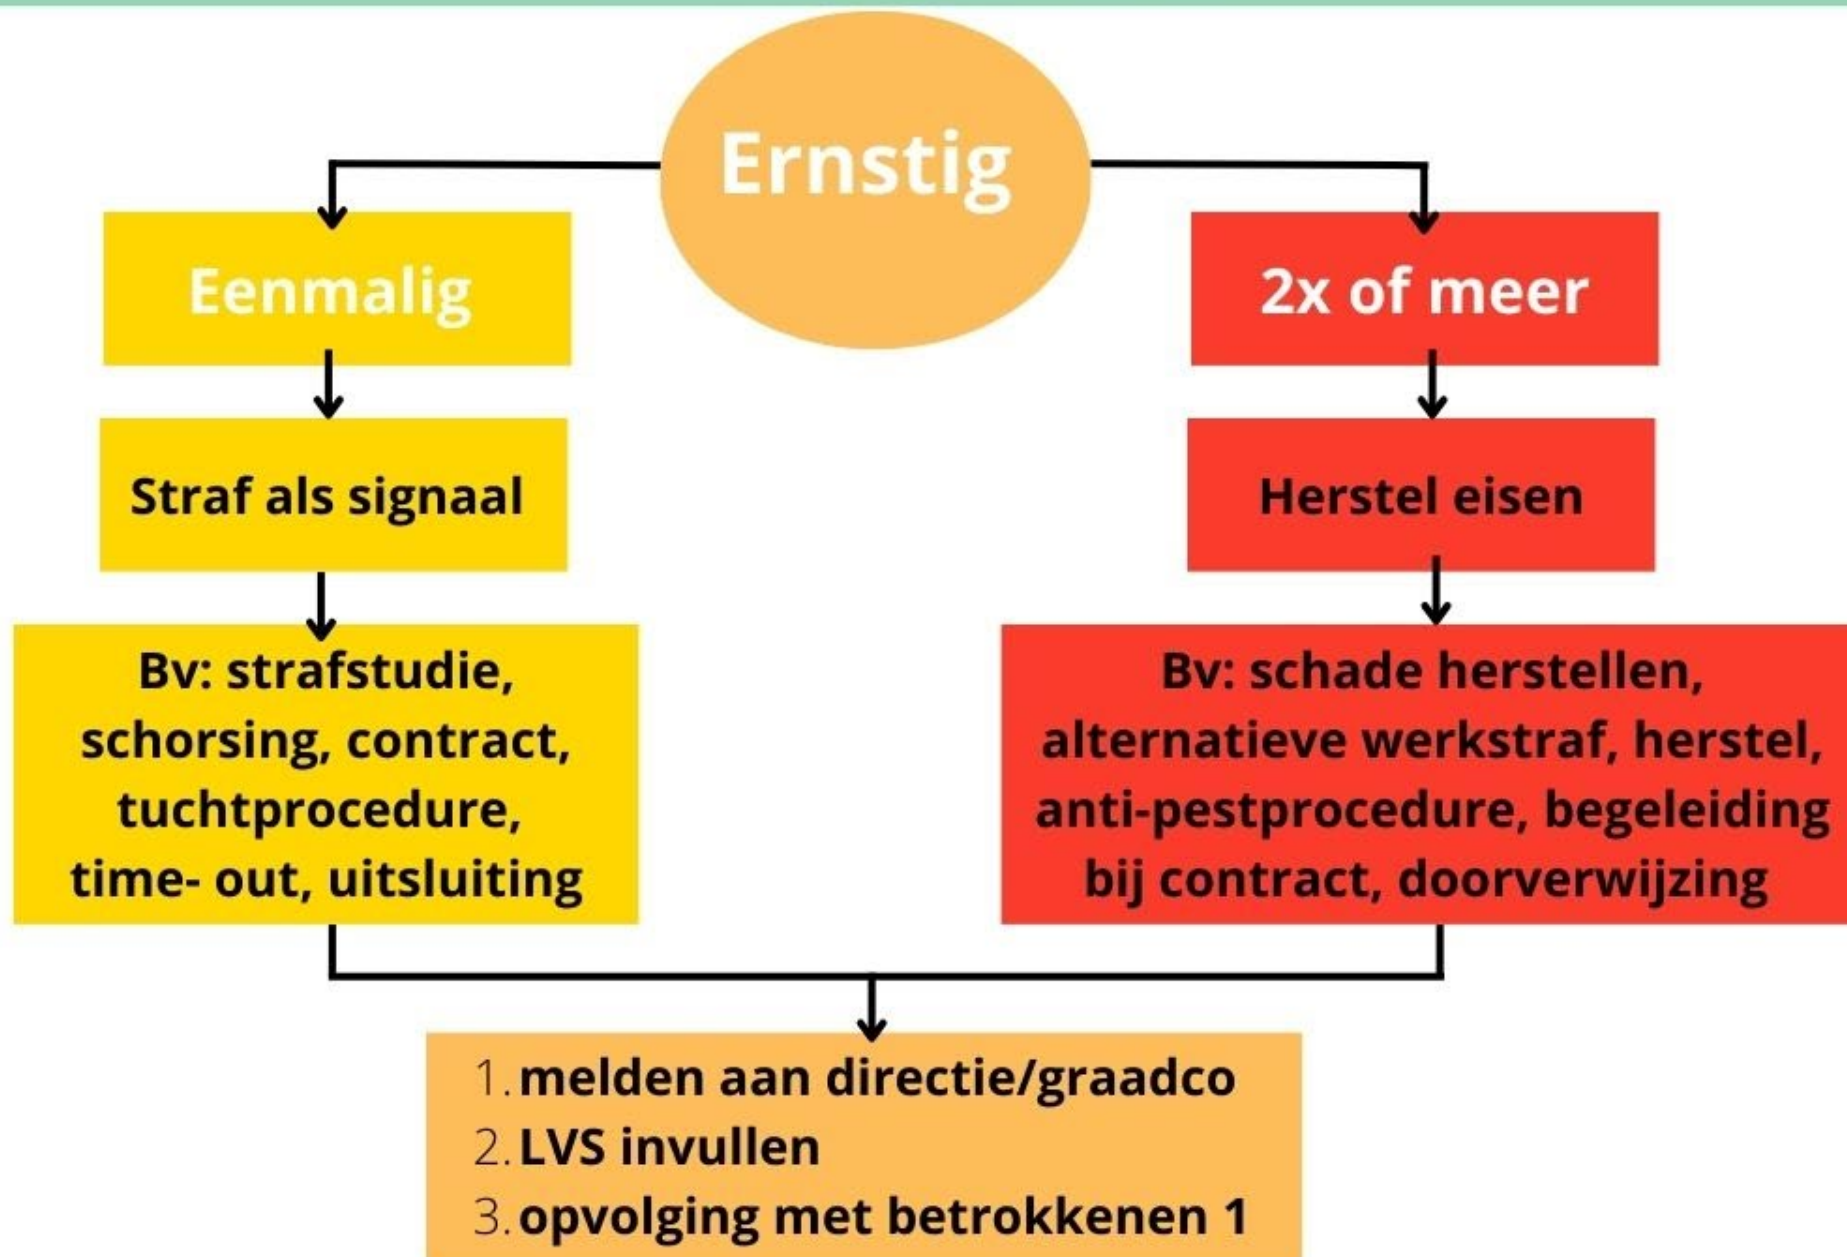 Ernstig
Eenmalig
2x of meer
Straf als signaal
Herstel eisen
Bv: strafstudie,
schorsing, contract,
tuchtprocedure,
time- out, uitsluiting
Bv: schade herstellen,
alternatieve werkstraf, herstel,
anti-pestprocedure, begeleiding
bij contract, doorverwijzing
1. melden aan directie/graadco
2. LVS invullen
3. opvolging met betrokkenen 1